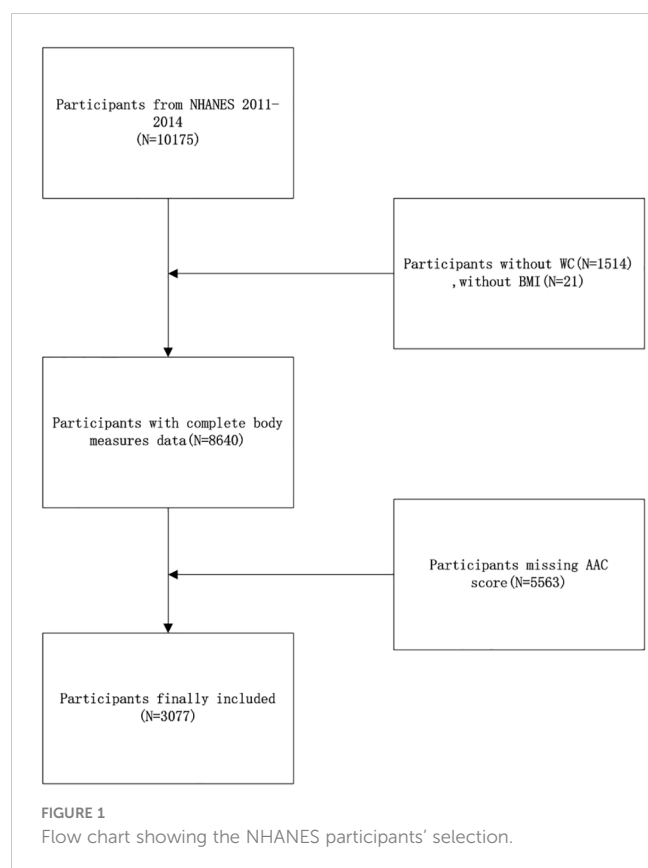 Participants from NHANES 2011-
2014
(N=10175)
Participants without WC(N=1514)
,without BMI(N=21)
Participants with complete body
measures data(N=8640)
Participants missing AAC
score(N=5563)
Participants finally included
(N=3077)
FIGURE 1
Flow chart showing the NHANES participants’ selection.